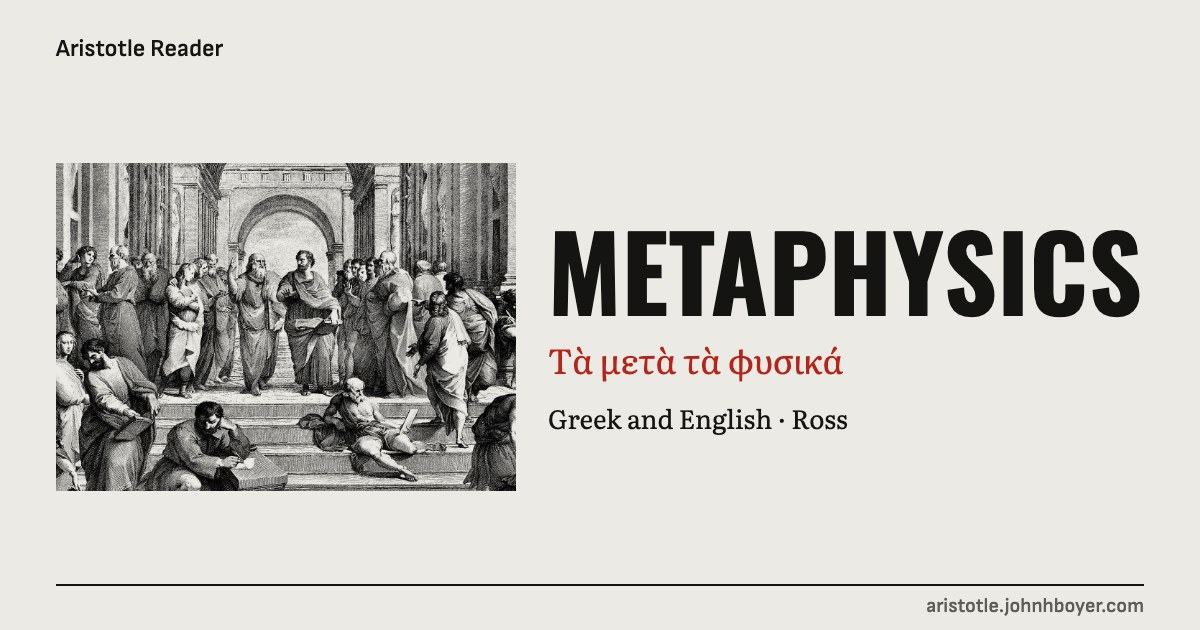 Aristotle Reader
METAPHYSICS
Τὰ μετὰ τὰ φυσικά
Greek and English · Ross
aristotle.johnhboyer.com